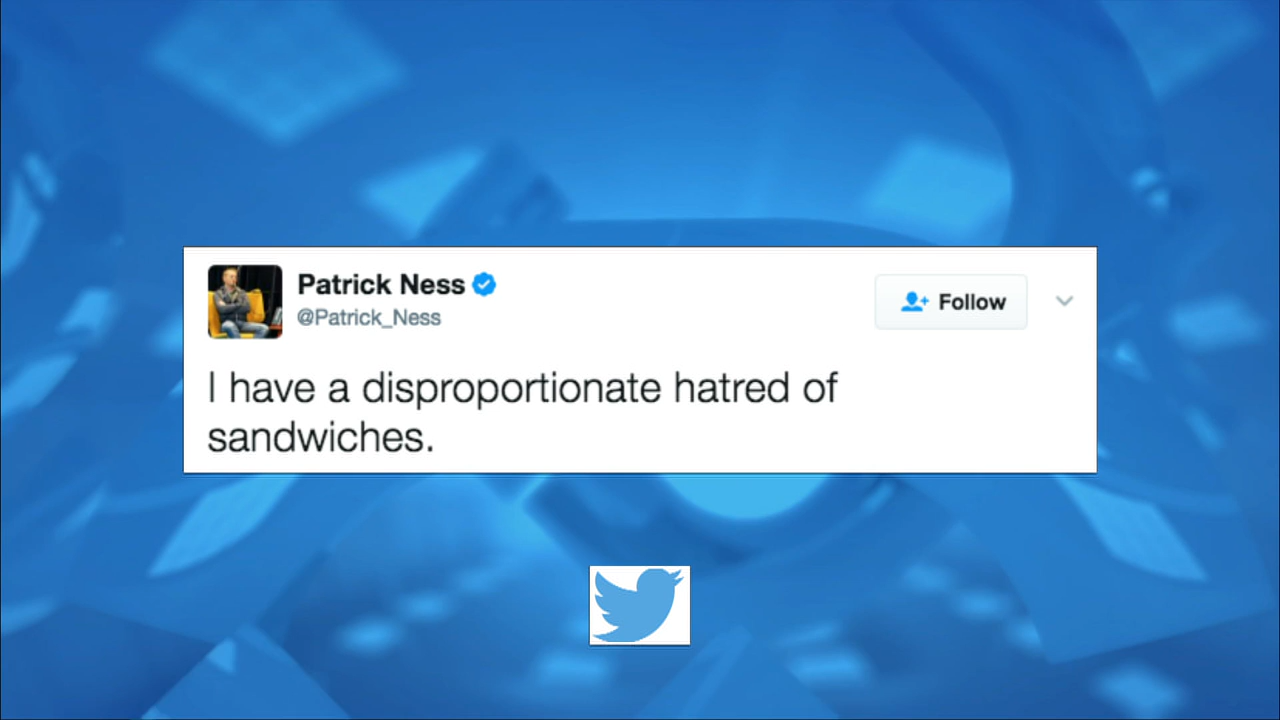 Patrick Ness
@Patrick_Ness
Follow
I have a disproportionate hatred of
sandwiches.